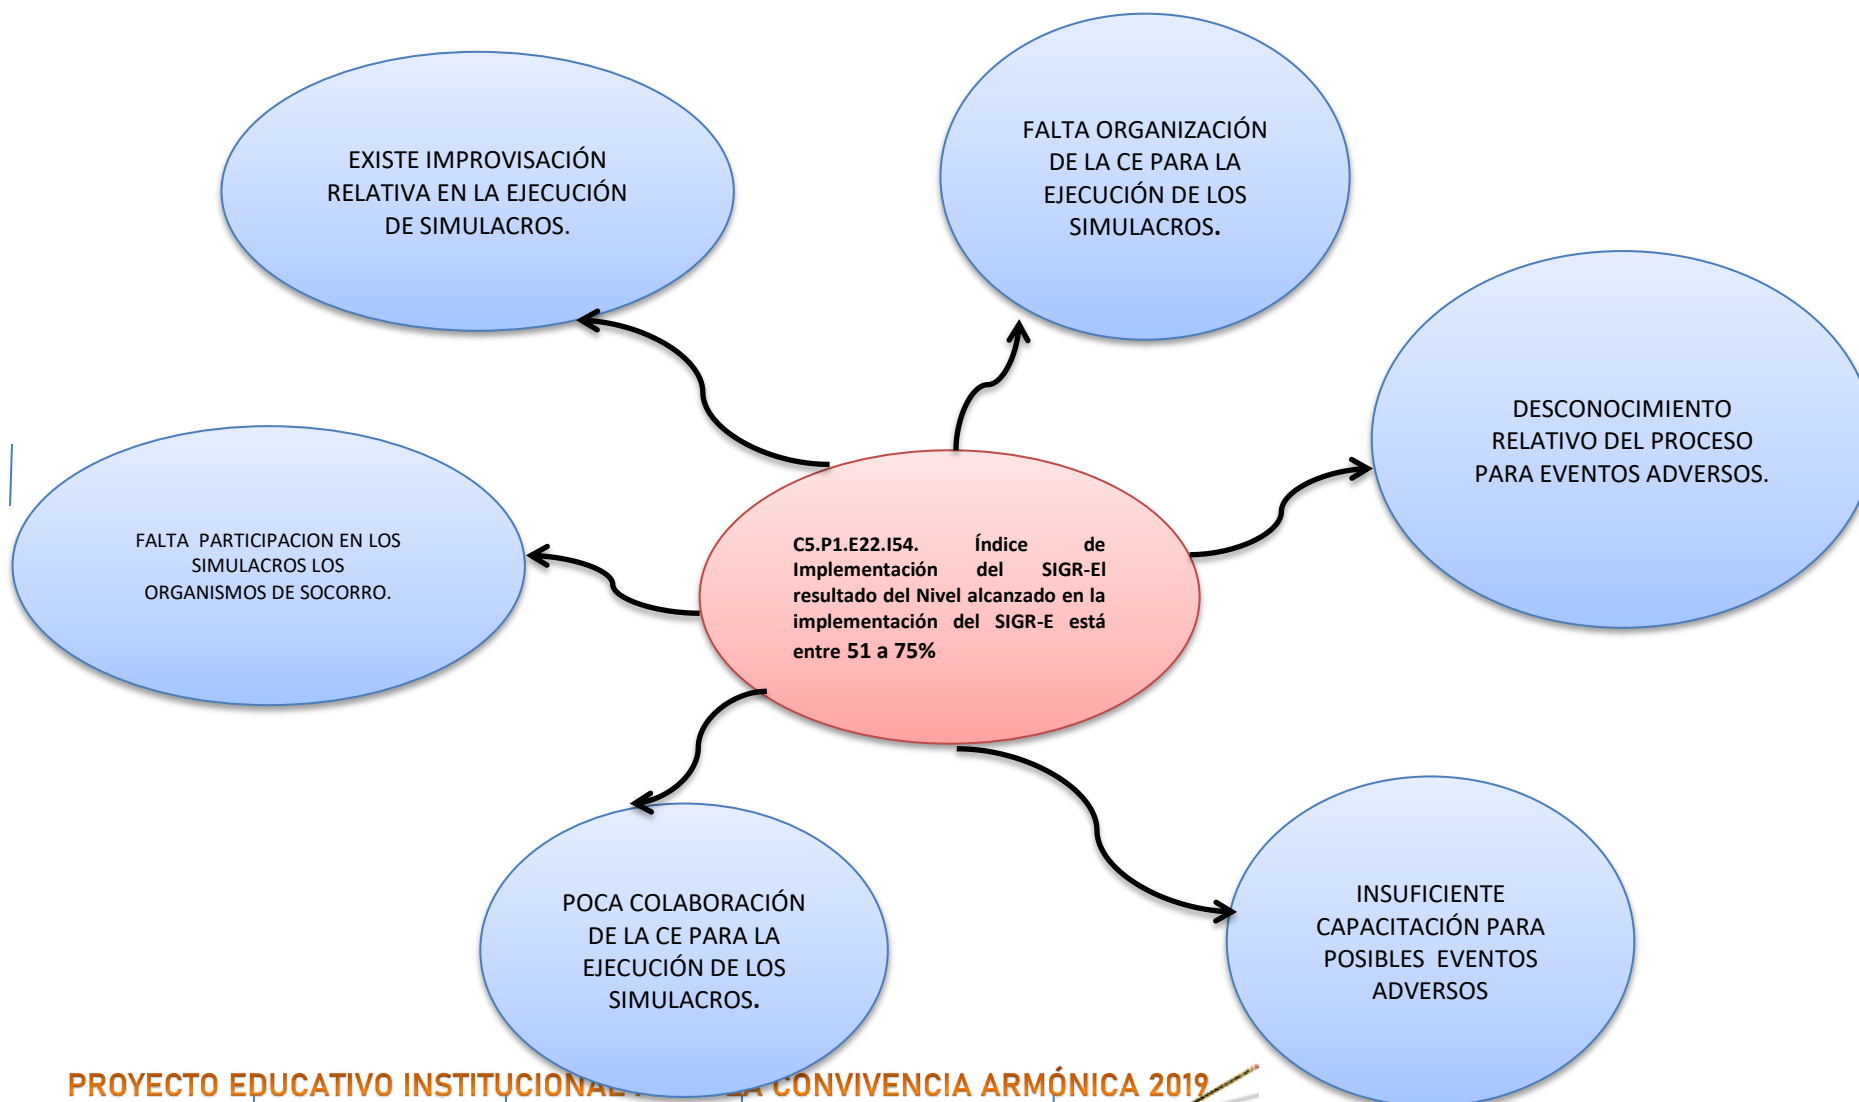 EXISTE IMPROVISACIÓN
RELATIVA EN LA EJECUCIÓN
DE SIMULACROS.
FALTA ORGANIZACIÓN
DE LA CE PARA LA
EJECUCIÓN DE LOS
SIMULACROS.
DESCONOCIMIENTO
RELATIVO DEL PROCESO
PARA EVENTOS ADVERSOS.
FALTA PARTICIPACION EN LOS
SIMULACROS LOS
ORGANISMOS DE SOCORRO.
C5.P1.E22.I54. Índice de
Implementación del SIGR-El
resultado del Nivel alcanzado en la
implementación del SIGR-E está
entre 51 a 75%
POCA COLABORACIÓN
DE LA CE PARA LA
EJECUCIÓN DE LOS
SIMULACROS.
INSUFICIENTE
CAPACITACIÓN PARA
POSIBLES EVENTOS
ADVERSOS
PROYECTO EDUCATIVO INSTITUCIONAL CONVIVENCIA ARMÓNICA 2019